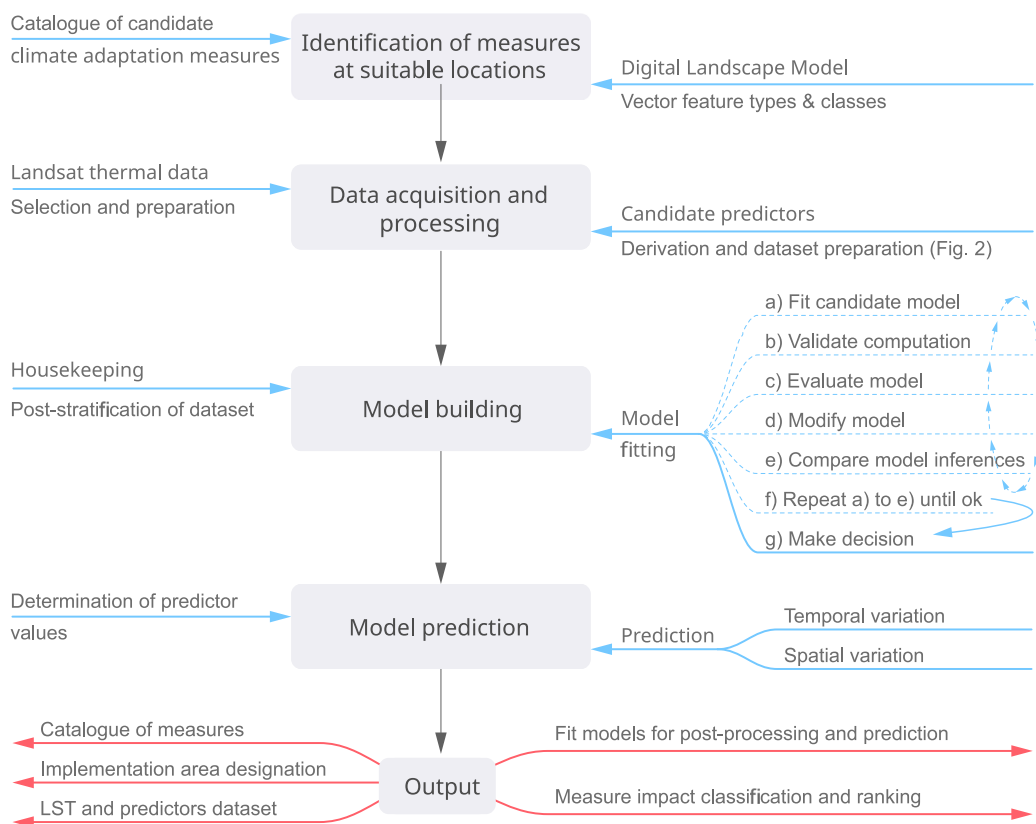 Catalogue of candidate
climate adaptation measures
Identification of measures
at suitable locations
Digital Landscape Model
Vector feature types & classes
Landsat thermal data
Selection and preparation
Data acquisition and
processing
Candidate predictors
Derivation and dataset preparation (Fig. 2)
Housekeeping
Post-stratification of dataset
Model building
Model
fitting
a) Fit candidate model
b) Validate computation
c) Evaluate model
d) Modify model
e) Compare model inferences
f) Repeat a) to e) until ok
g) Make decision
Determination of predictor
values
Model prediction
Prediction
Temporal variation
Spatial variation
Catalogue of measures
Implementation area designation
LST and predictors dataset
Output
Fit models for post-processing and prediction
Measure impact classification and ranking